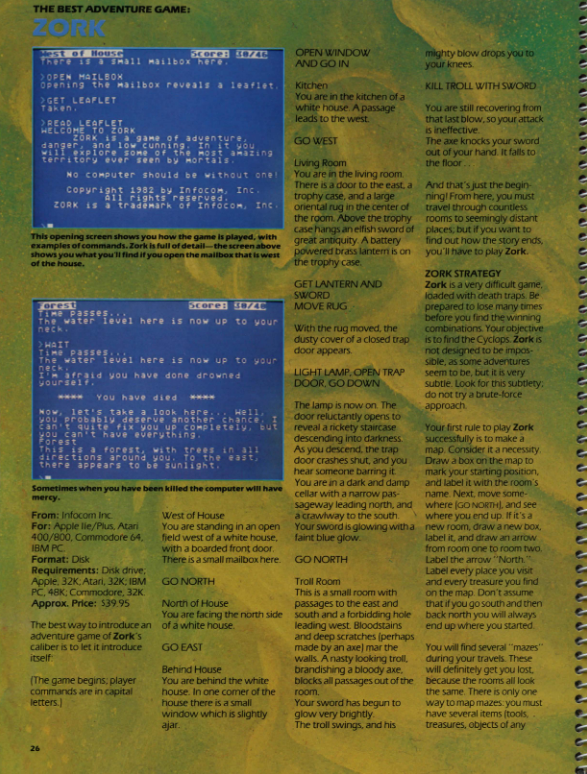 THE BEST ADVENTURE GAME:
ZORK
West of House Score: 30/46
There is a small mailbox here.
>OPEN MAILBOX
Opening the mailbox reveals a leaflet.
>GET LEAFLET
Taken.
>READ LEAFLET
WELCOME TO ZORK
ZORK is a game of adventure,
danger, and low cunning. In it you
will explore some of the most amazing
territory ever seen by mortals.
No computer should be without one!
Copyright 1982 by Infocom, Inc.
All rights reserved.
ZORK is a trademark of Infocom, Inc.
This opening screen shows you how the game is played, with
examples of commands. Zork is full of detail—the screen above
shows you what you'll find if you open the mailbox that is west
of the house.
Forest Score: 30/46
Time passes...
The water level here is now up to your
neck.
>WAIT
Time passes...
The water level here is now up to your
neck.
I'm afraid you have done drowned
yourself.
**** You have died ****
Now, let's take a look here... Well,
you probably deserve another chance. I
can't quite fix you up completely, but
you can't have everything.
Forest
This is a forest, with trees in all
directions around you. To the east,
there appears to be sunlight.
Sometimes when you have been killed the computer will have
mercy.
From: Infocom Inc.
For: Apple IIe/Plus, Atari
400/800, Commodore 64,
IBM PC.
Format: Disk
Requirements: Disk drive;
Apple, 32K; Atari, 32K; IBM
PC, 48K; Commodore, 32K
Approx. Price: $39.95
The best way to introduce an
adventure game of Zork's
caliber is to let it introduce
itself:
(The game begins; player
commands are in capital
letters.)
West of House
You are standing in an open
field west of a white house,
with a boarded front door.
There is a small mailbox here.
GO NORTH
North of House
You are facing the north side
of a white house.
GO EAST
Behind House
You are behind the white
house. In one corner of the
house there is a small
window which is slightly
ajar.
OPEN WINDOW
AND GO IN
Kitchen
You are in the kitchen of a
white house. A passage
leads to the west.
GO WEST
Living Room
You are in the living room.
There is a door to the east, a
trophy case, and a large
oriental rug in the center of
the room. Above the trophy
case hangs an elfish sword of
great antiquity. A battery
powered brass lantern is on
the trophy case.
GET LANTERN AND
SWORD
MOVE RUG
With the rug moved, the
dusty cover of a closed trap
door appears.
LIGHT LAMP, OPEN TRAP
DOOR, GO DOWN
The lamp is now on. The
door reluctantly opens to
reveal a rickety staircase
descending into darkness.
As you descend, the trap
door crashes shut, and you
hear someone barring it.
You are in a dark and damp
cellar with a narrow pas-
sageway leading north, and
a crawlway to the south.
Your sword is glowing with a
faint blue glow.
GO NORTH
Troll Room
This is a small room with
passages to the east and
south and a forbidding hole
leading west. Bloodstains
and deep scratches (perhaps
made by an axe) mar the
walls. A nasty looking troll,
brandishing a bloody axe,
blocks all passages out of the
room.
Your sword has begun to
glow very brightly.
The troll swings, and his
mighty blow drops you to
your knees.
KILL TROLL WITH SWORD
You are still recovering from
that last blow, so your attack
is ineffective.
The axe knocks your sword
out of your hand. It falls to
the floor . .
And that's just the begin-
ning! From here, you must
travel through countless
rooms to seemingly distant
places, but if you want to
find out how the story ends,
you'll have to play Zork.
ZORK STRATEGY
Zork is a very difficult game,
loaded with death traps. Be
prepared to lose many times
before you find the winning
combinations. Your objective
is to find the Cyclops. Zork is
not designed to be impos-
sible, as some adventures
seem to be, but it is very
subtle. Look for this subtlety;
do not try a brute-force
approach.
Your first rule to play Zork
successfully is to make a
map. Consider it a necessity.
Draw a box on the map to
mark your starting position,
and label it with the room's
name. Next, move some-
where [GO NORTH], and see
where you end up. If it's a
new room, draw a new box,
label it, and draw an arrow
from room one to room two.
Label the arrow "North."
Label every place you visit
and every treasure you find
on the map. Don't assume
that if you go south and then
back north you will always
end up where you started.
You will find several "mazes"
during your travels. These
will definitely get you lost,
because the rooms all look
the same. There is only one
way to map mazes: you must
have several items (tools,
treasures, objects of any
26